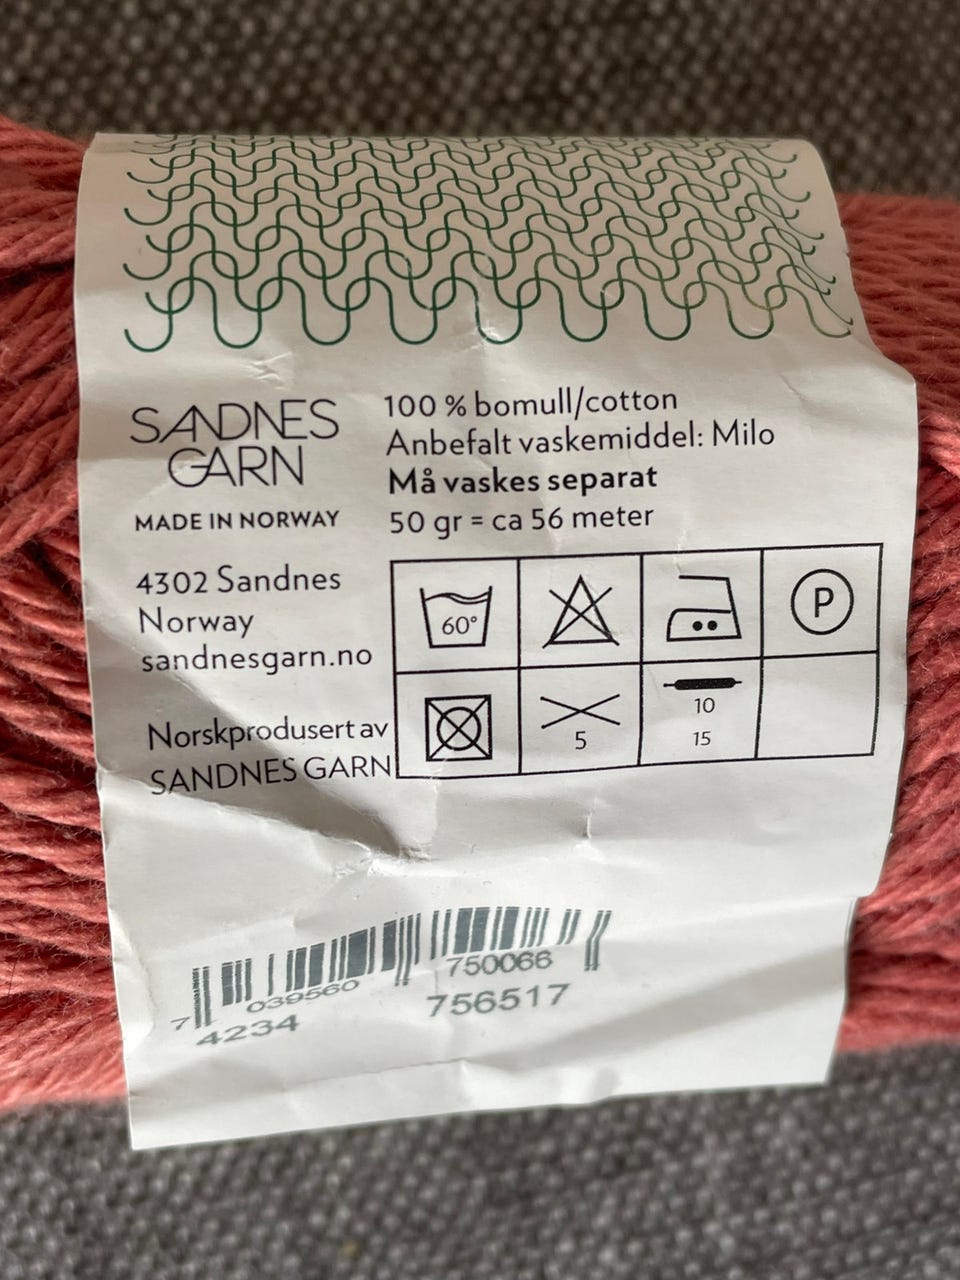 SANDNES
GARN
MADE IN NORWAY
4302 Sandnes
Norway
sandnesgarn.no
Norskprodusert av
SANDNES GARN
100 % bomull/cotton
Anbefalt vaskemiddel: Milo
Må vaskes separat
50 gr = ca 56 meter
60°
P
5
10
15
7 039560 750066
4234 756517